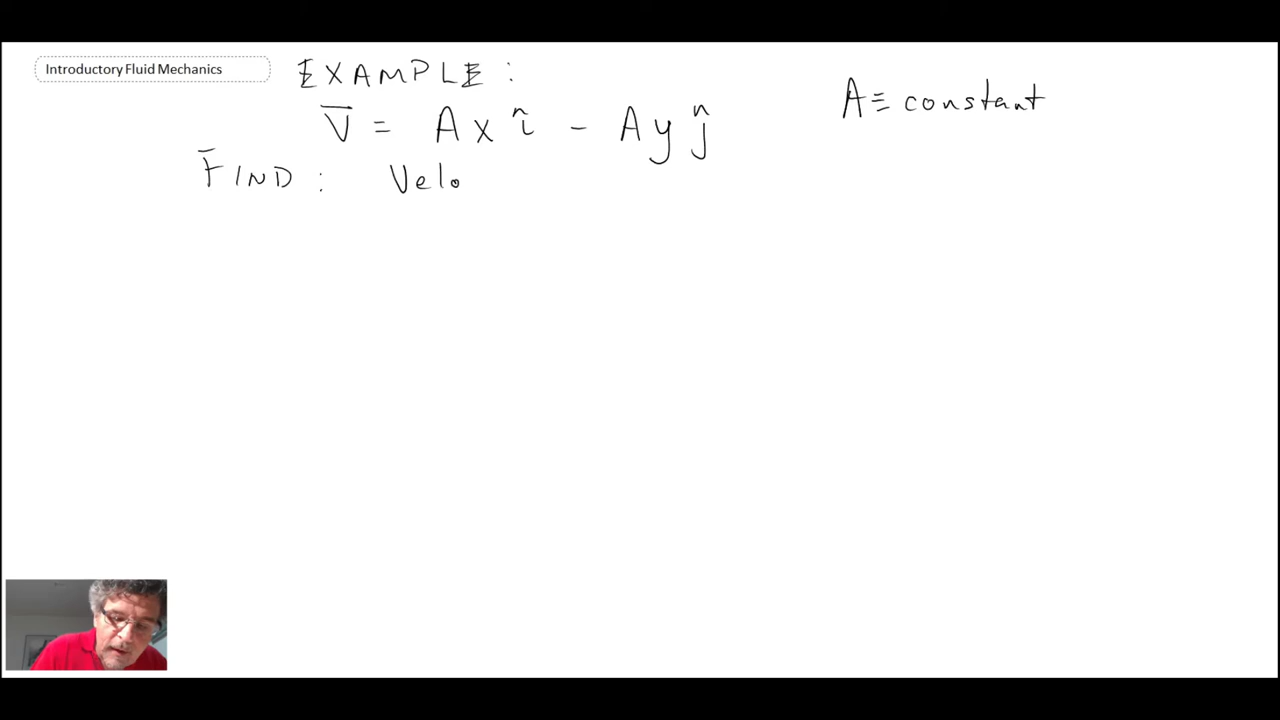 Introductory Fluid Mechanics
EXAMPLE:
V̅ = Ax î - Ay ĵ
A ≡ constant
FIND: Velo